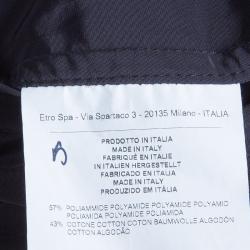 Etro Spa - Via Spartaco 3 - 20135 Milano - ITALIA
PRODOTTO IN ITALIA
MADE IN ITALY
FABRIQUÉ EN ITALIE
IN ITALIEN HERGESTELLT
FABRICADO EN ITALIA
MADE IN ITALY
PRODUZIDO EM ITÁLIA
57% POLIAMMIDE POLYAMIDE POLYAMIDE POLYAMID
POLIAMIDA POLIAMIDA POLYAMIDE POLIAMIDA
43% COTONE COTTON COTON BAUMWOLLE ALGODÓN
COTTON ALGODÃO